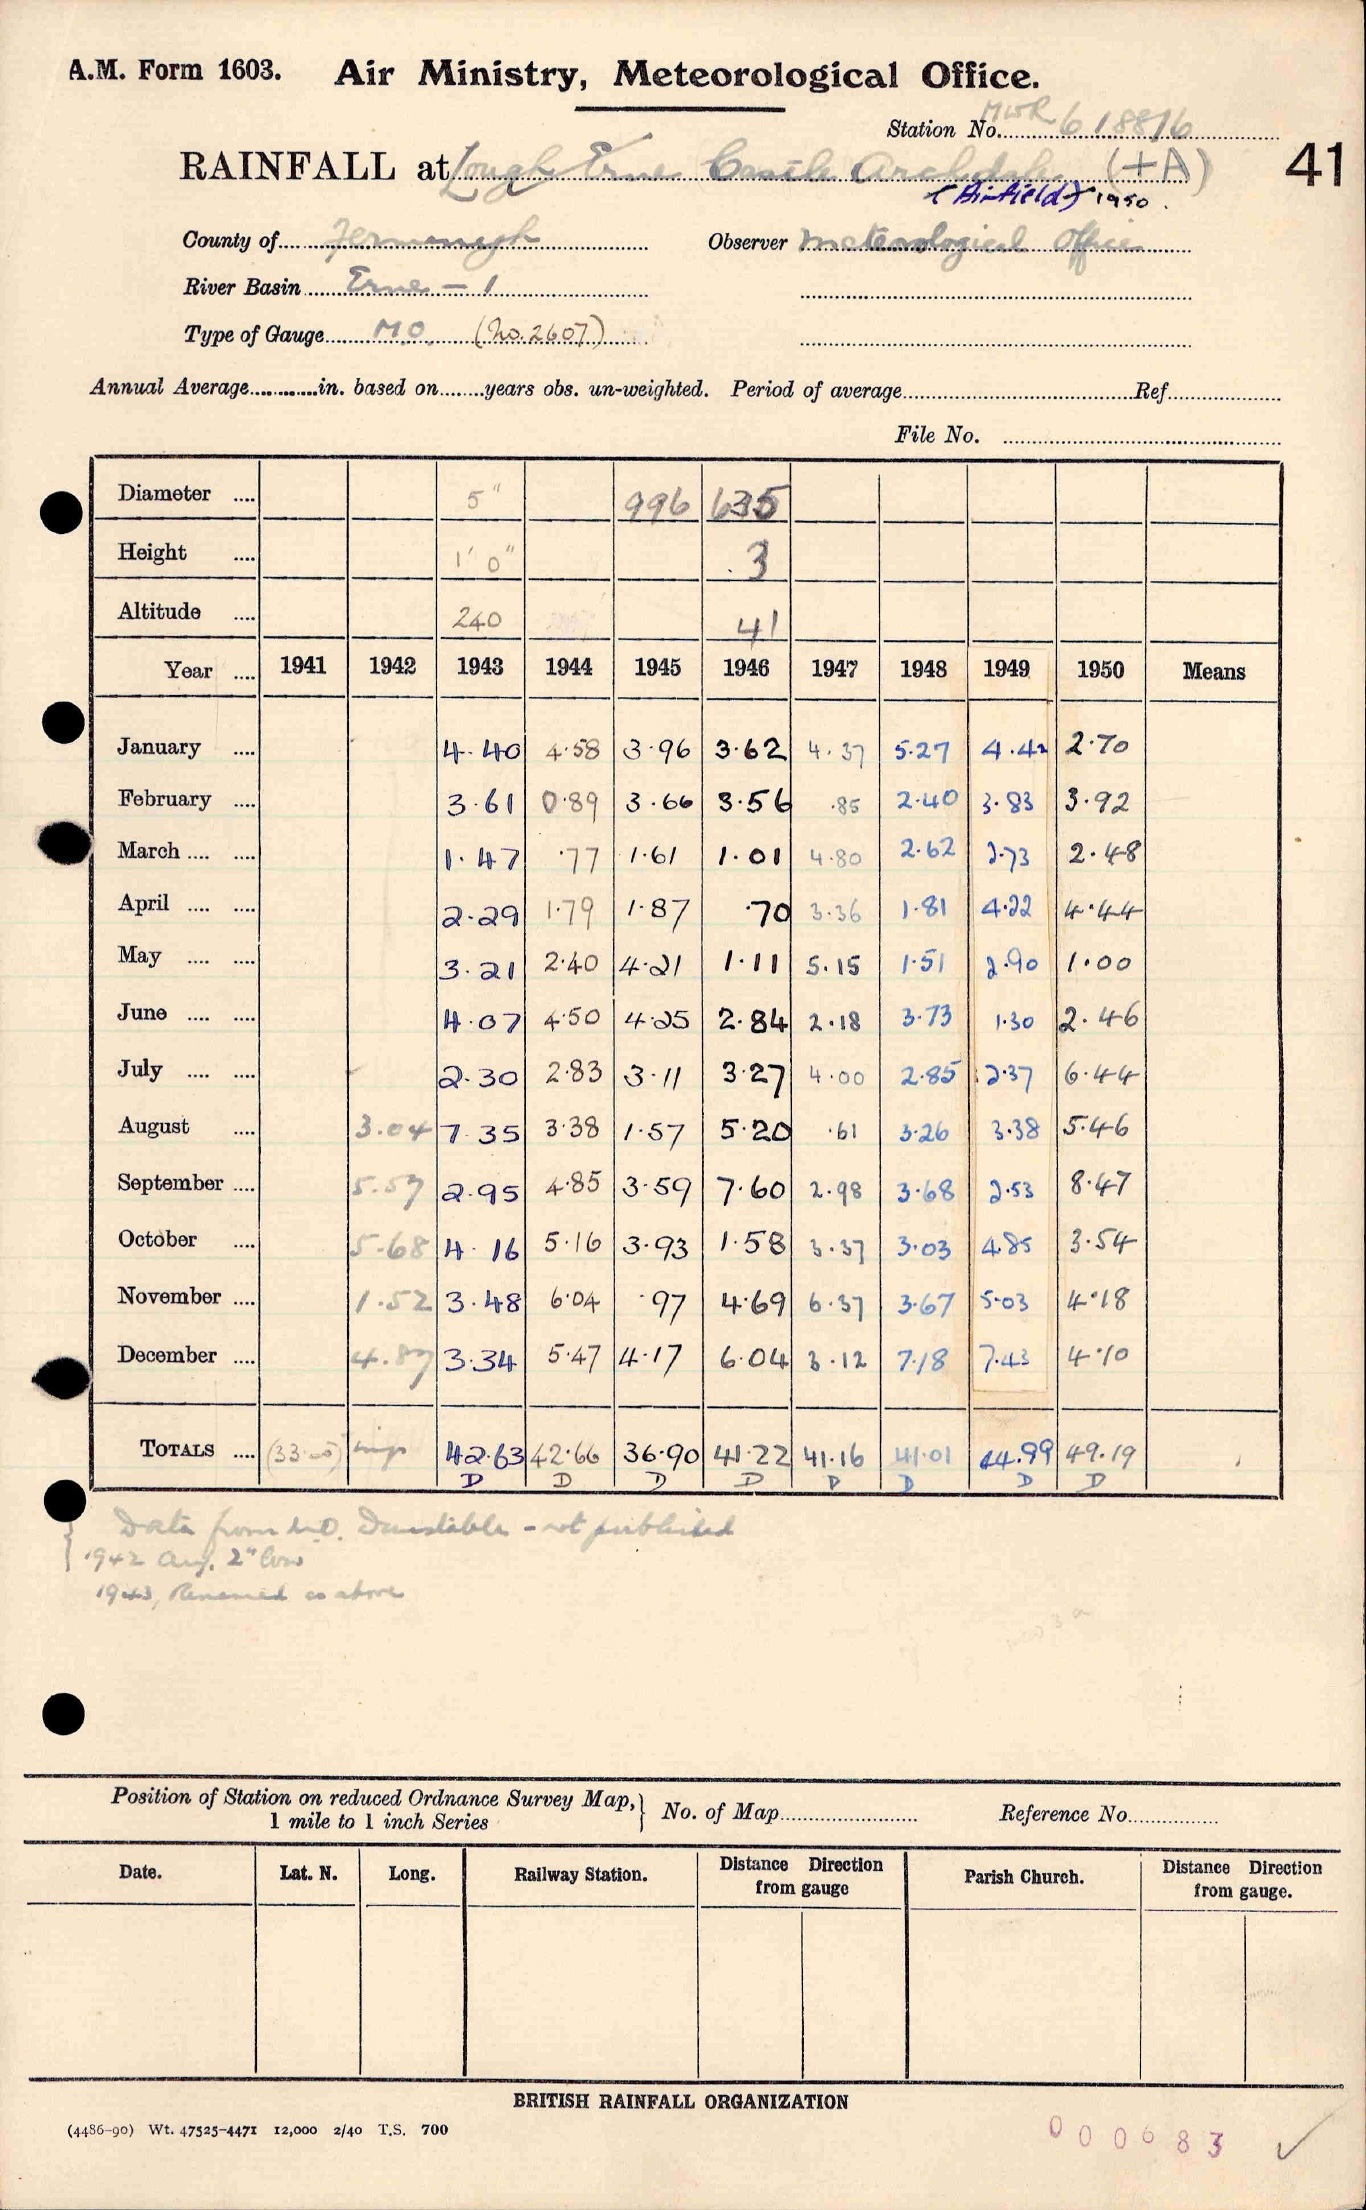 A.M. Form 1603. Air Ministry, Meteorological Office.
Station No. MWR 618816
RAINFALL at Lough Erne Castle Archdale (+A) 41
(Airfield) 1950.
County of Fermanagh Observer Meteorological Office
River Basin Erne - 1
Type of Gauge M.O. (No. 2607)
Annual Average in. based on years obs. un-weighted. Period of average Ref.
File No.
Diameter 5" 996 635
Height 1' 0" 3
Altitude 240 41
Year 1941 1942 1943 1944 1945 1946 1947 1948 1949 1950 Means
January 4.40 4.58 3.96 3.62 4.37 5.27 4.42 2.70
February 3.61 0.89 3.66 3.56 .85 2.40 3.83 3.92
March 1.47 .77 1.61 1.01 4.80 2.62 2.73 2.48
April 2.29 1.79 1.87 .70 3.36 1.81 4.22 4.44
May 3.21 2.40 4.21 1.11 5.15 1.51 2.90 1.00
June 4.07 4.50 4.25 2.84 2.18 3.73 1.30 2.46
July 2.30 2.83 3.11 3.27 4.00 2.85 2.37 6.44
August 3.04 7.35 3.38 1.57 5.20 .61 3.26 3.38 5.46
September 5.57 2.95 4.85 3.59 7.60 2.98 3.68 2.53 8.47
October 5.68 4.16 5.16 3.93 1.58 3.37 3.03 4.85 3.54
November 1.52 3.48 6.04 .97 4.69 6.37 3.67 5.03 4.18
December 4.87 3.34 5.47 4.17 6.04 3.12 7.18 7.43 4.10
TOTALS 42.63 42.66 36.90 41.22 41.16 41.01 44.99 49.19
D D D D D D D D
Data from M.O. Dunstable - not published
1942 Aug. 2" low
1943, Renamed as above
Position of Station on reduced Ordnance Survey Map, 1 mile to 1 inch Series } No. of Map Reference No.
Date. Lat. N. Long. Railway Station. Distance Direction from gauge Parish Church. Distance Direction from gauge.
BRITISH RAINFALL ORGANIZATION
(4486-90) Wt. 47525-4471 12,000 2/40 T.S. 700
000683